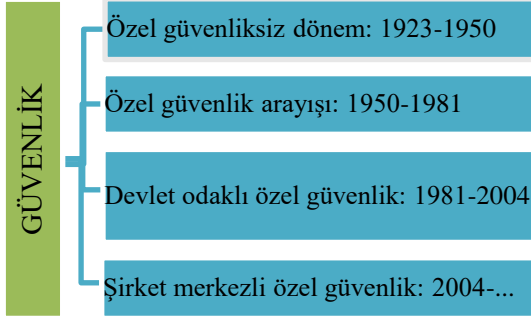 GÜVENLİK
Özel güvenliksiz dönem: 1923-1950
Özel güvenlik arayışı: 1950-1981
Devlet odaklı özel güvenlik: 1981-2004
Şirket merkezli özel güvenlik: 2004-...